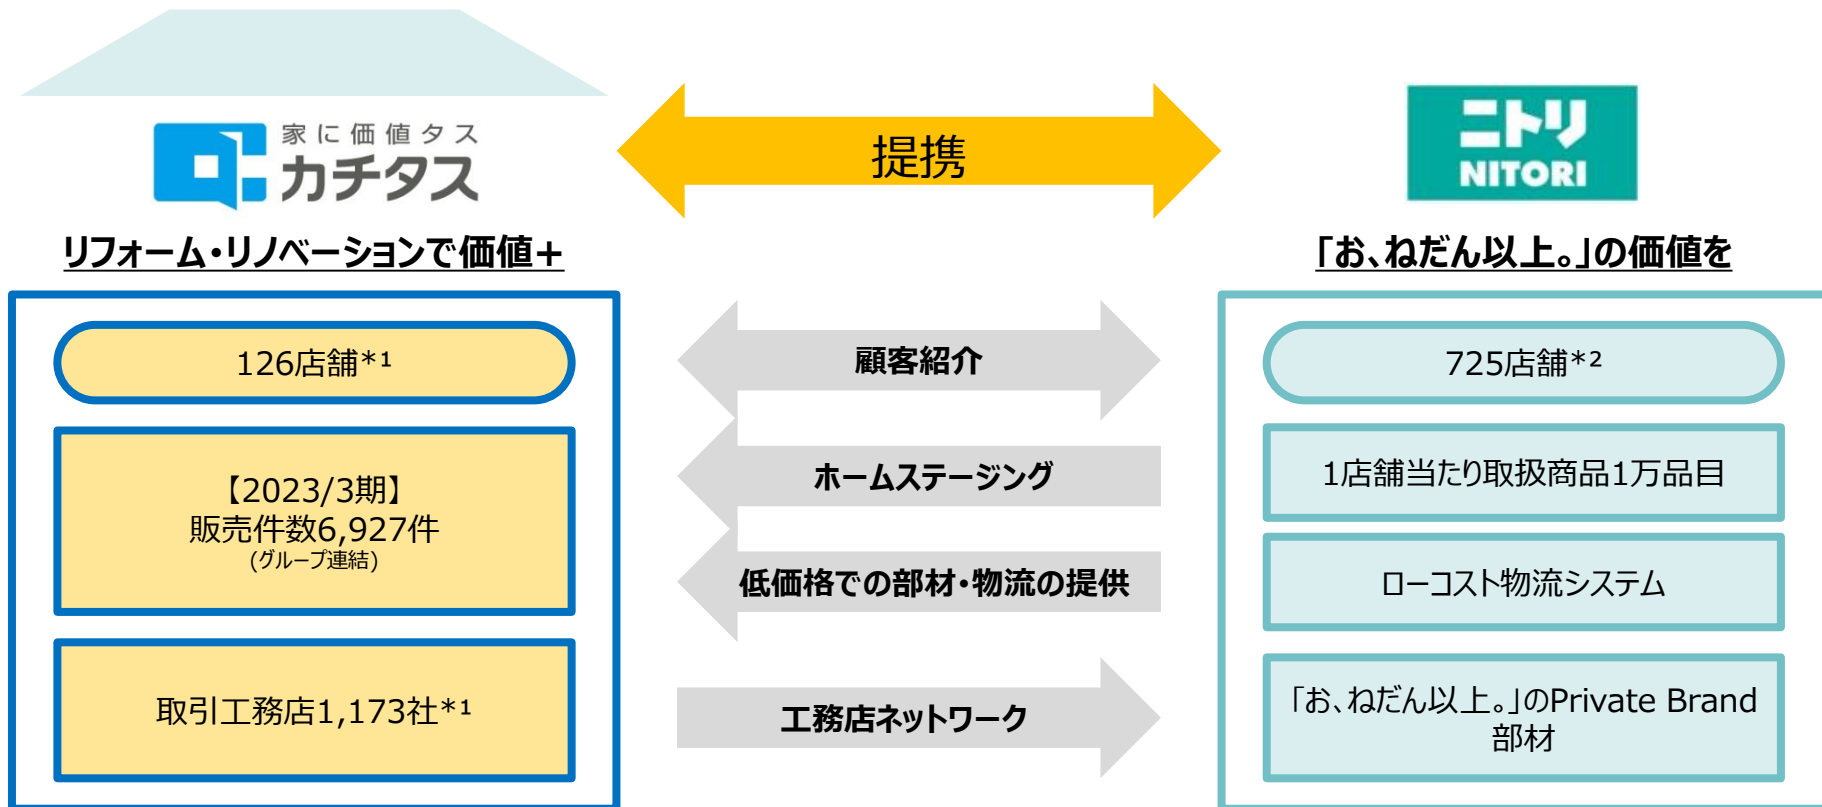 家に価値タス
カチタス
提携
ニトリ
NITORI
リフォーム・リノベーションで価値+
「お、ねだん以上。」の価値を
126店舗*1
【2023/3期】
販売件数6,927件
(グループ連結)
取引工務店1,173社*1
顧客紹介
ホームステージング
低価格での部材・物流の提供
工務店ネットワーク
725店舗*2
1店舗当たり取扱商品1万品目
ローコスト物流システム
「お、ねだん以上。」のPrivate Brand
部材